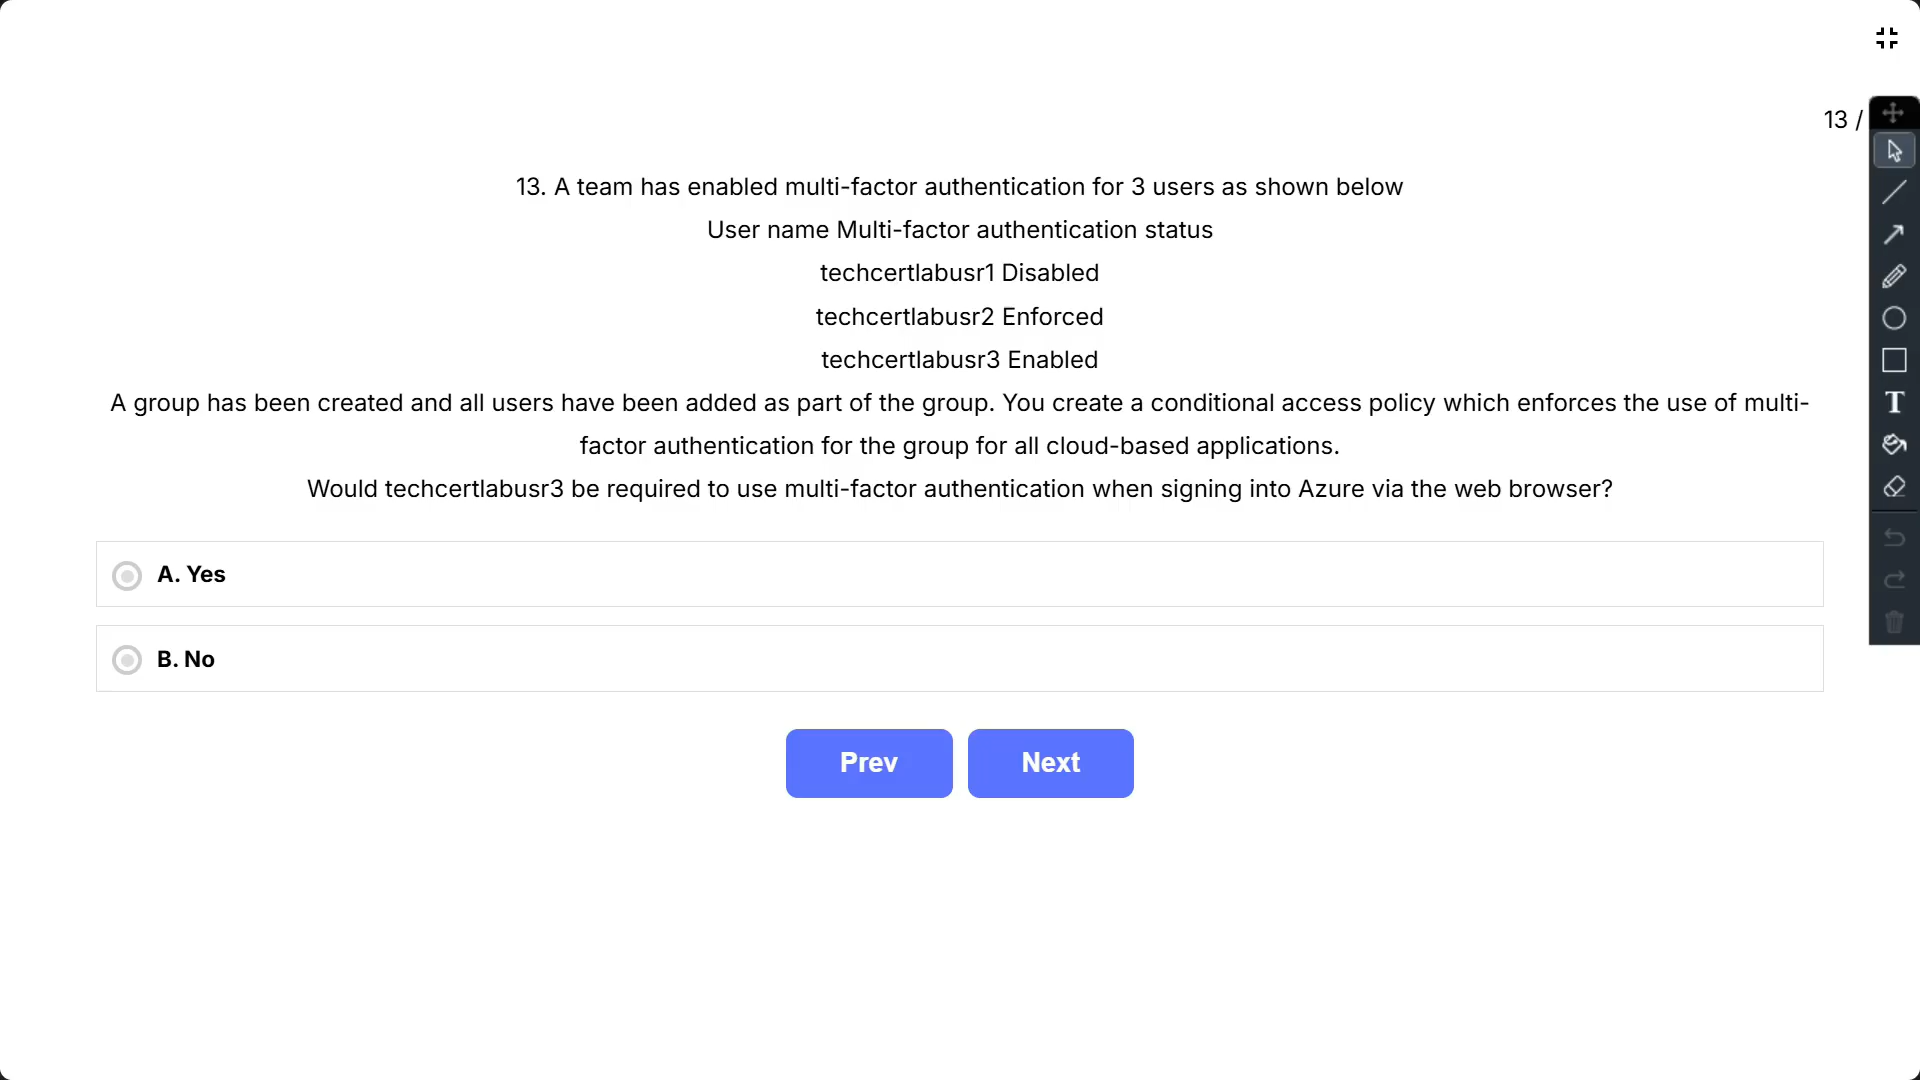 13 /
13. A team has enabled multi-factor authentication for 3 users as shown below
User name Multi-factor authentication status
techcertlabusr1 Disabled
techcertlabusr2 Enforced
techcertlabusr3 Enabled
A group has been created and all users have been added as part of the group. You create a conditional access policy which enforces the use of multi-
factor authentication for the group for all cloud-based applications.
Would techcertlabusr3 be required to use multi-factor authentication when signing into Azure via the web browser?
A. Yes
B. No
Prev Next
T